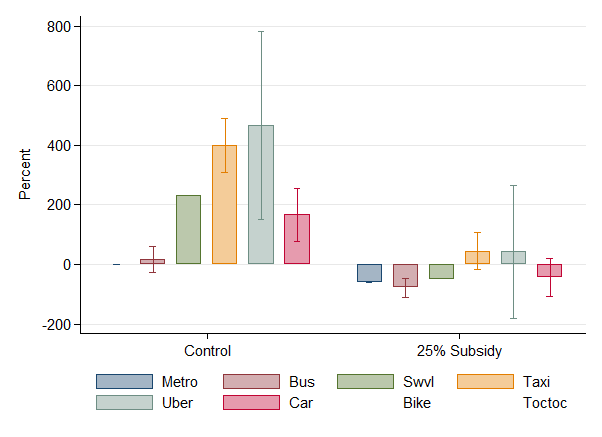 800
600
400
200
0
-200
Percent
Control 25% Subsidy
Metro Bus Swvl Taxi
Uber Car Bike Toctoc